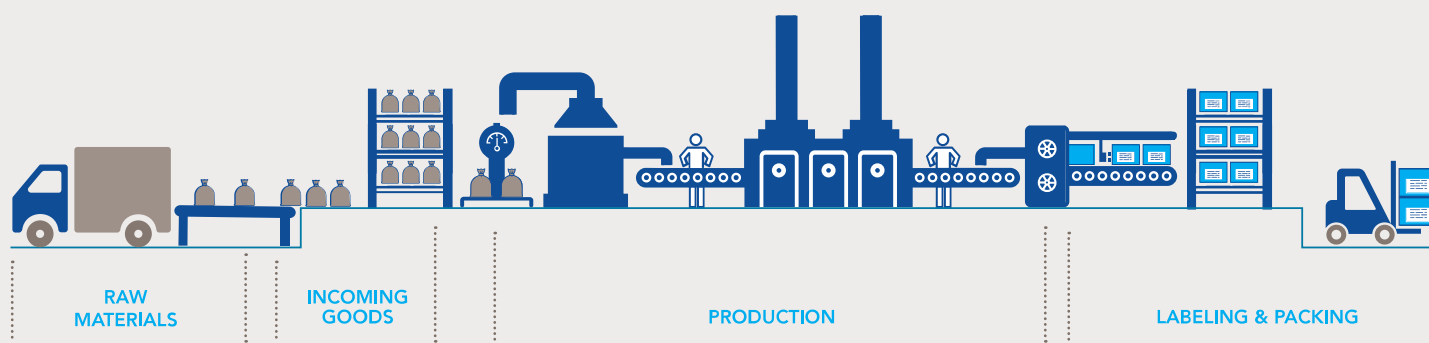 RAW
MATERIALS
INCOMING
GOODS
PRODUCTION
LABELING & PACKING